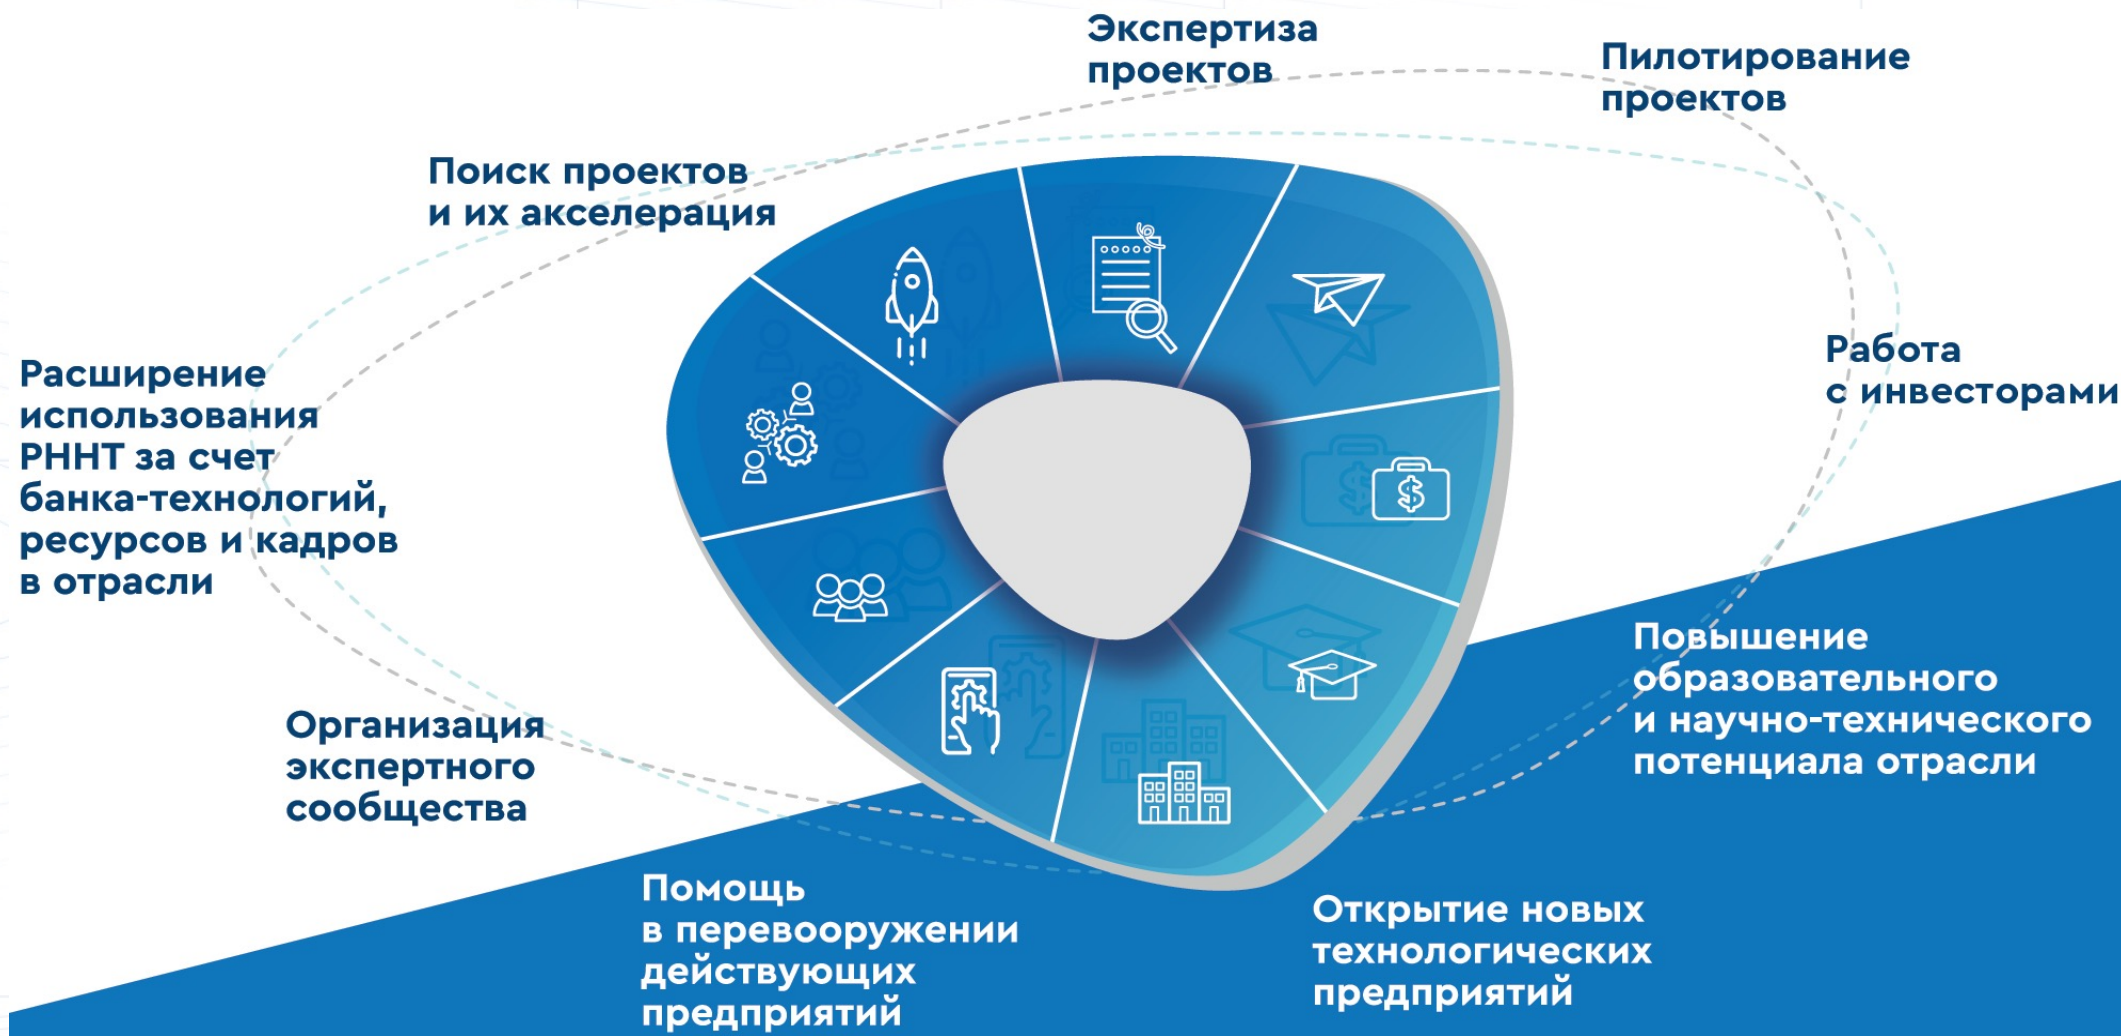 Экспертиза
проектов
Пилотирование
проектов
Поиск проектов
и их акселерация
Работа
с инвесторами
Расширение
использования
РННТ за счет
банка-технологий,
ресурсов и кадров
в отрасли
Повышение
образовательного
и научно-технического
потенциала отрасли
Организация
экспертного
сообщества
Помощь
в перевооружении
действующих
предприятий
Открытие новых
технологических
предприятий